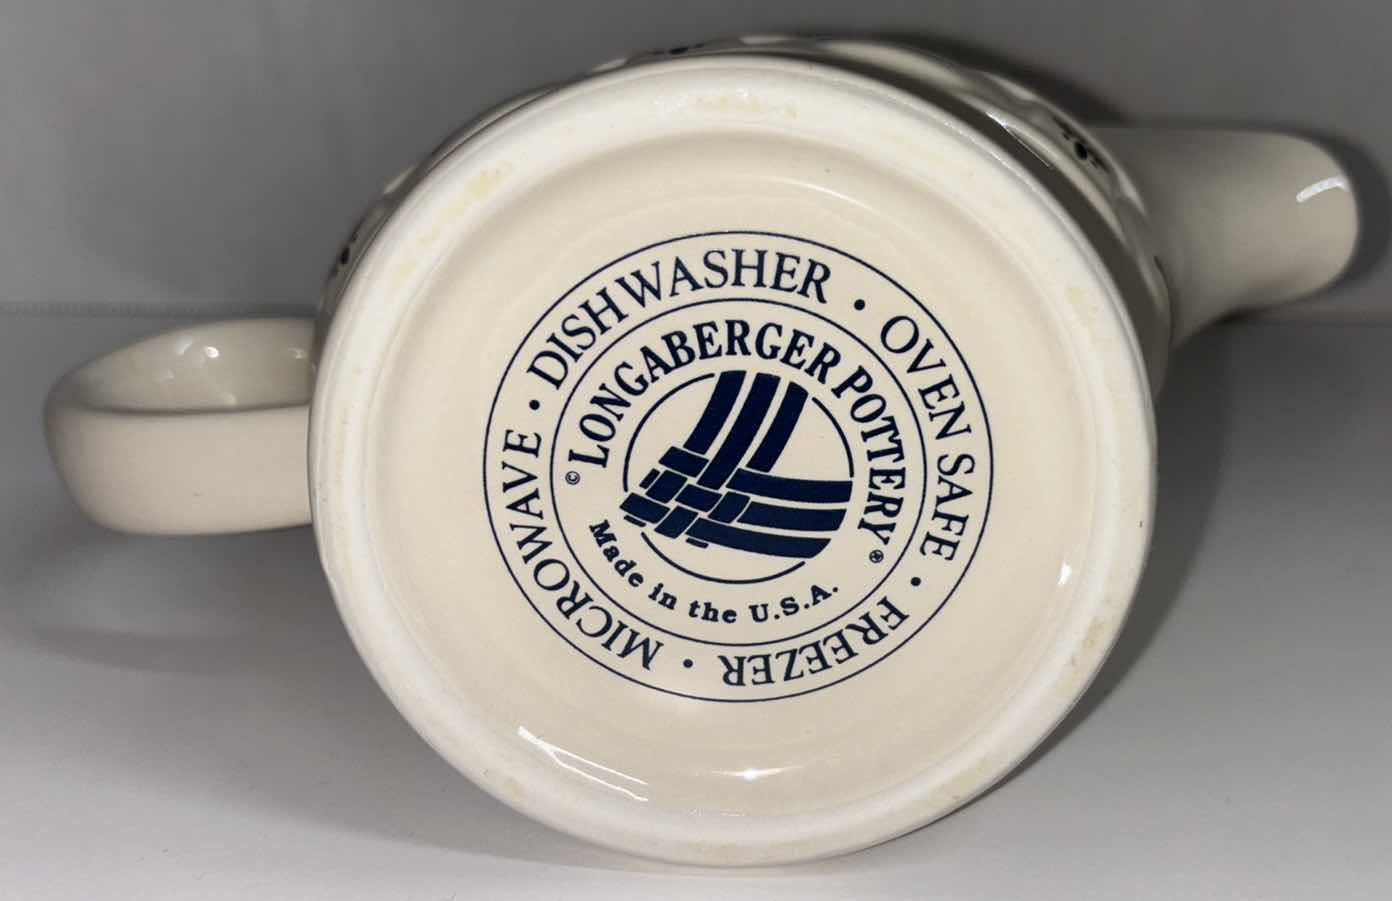 MICROWAVE • DISHWASHER • OVEN SAFE • FREEZER •
© LONGABERGER POTTERY ®
Made in the U.S.A.